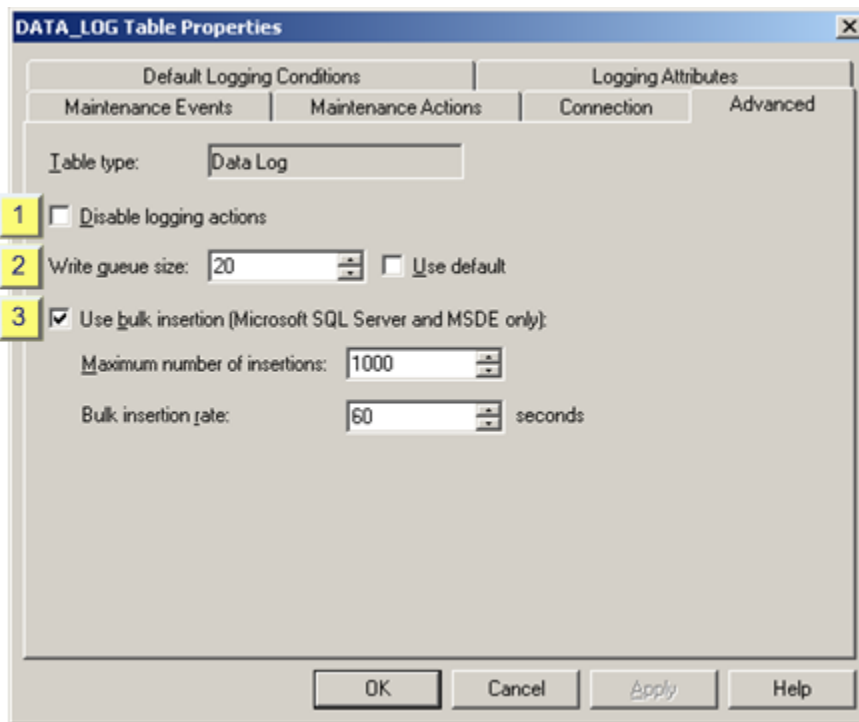 DATA_LOG Table Properties
Default Logging Conditions
Logging Attributes
Maintenance Events
Maintenance Actions
Connection
Advanced
Table type: Data Log
1 Disable logging actions
2 Write queue size: 20 Use default
3 Use bulk insertion (Microsoft SQL Server and MSDE only):
Maximum number of insertions: 1000
Bulk insertion rate: 60 seconds
OK Cancel Apply Help